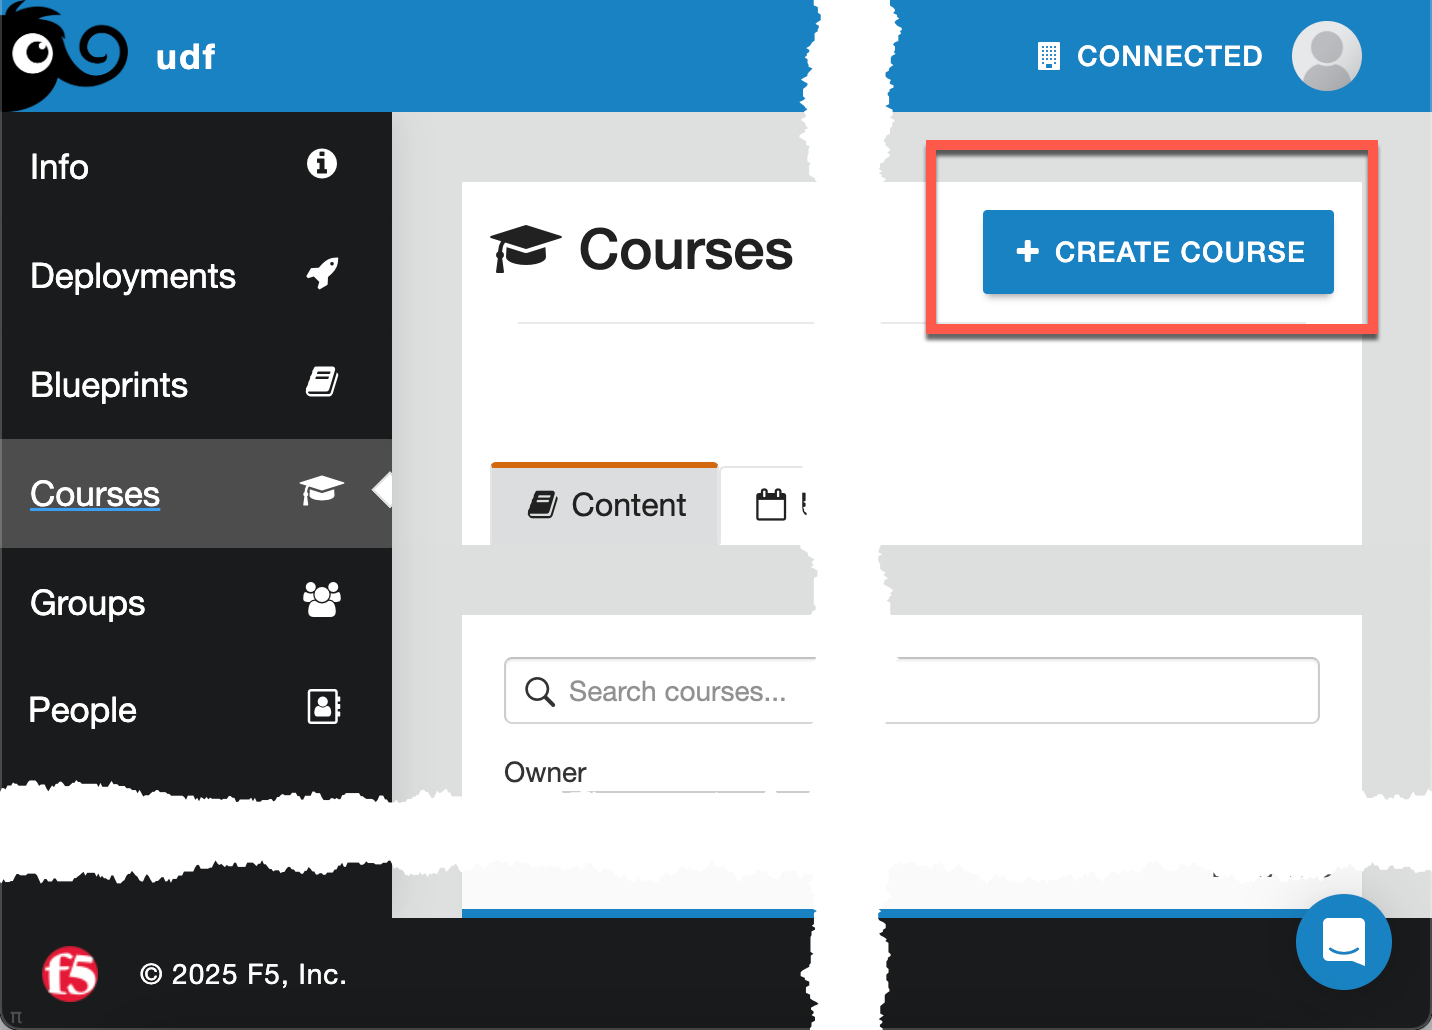 udf
CONNECTED
Info
Deployments
Blueprints
Courses
Groups
People
Courses
+ CREATE COURSE
Content
Search courses...
Owner
f5
© 2025 F5, Inc.
π